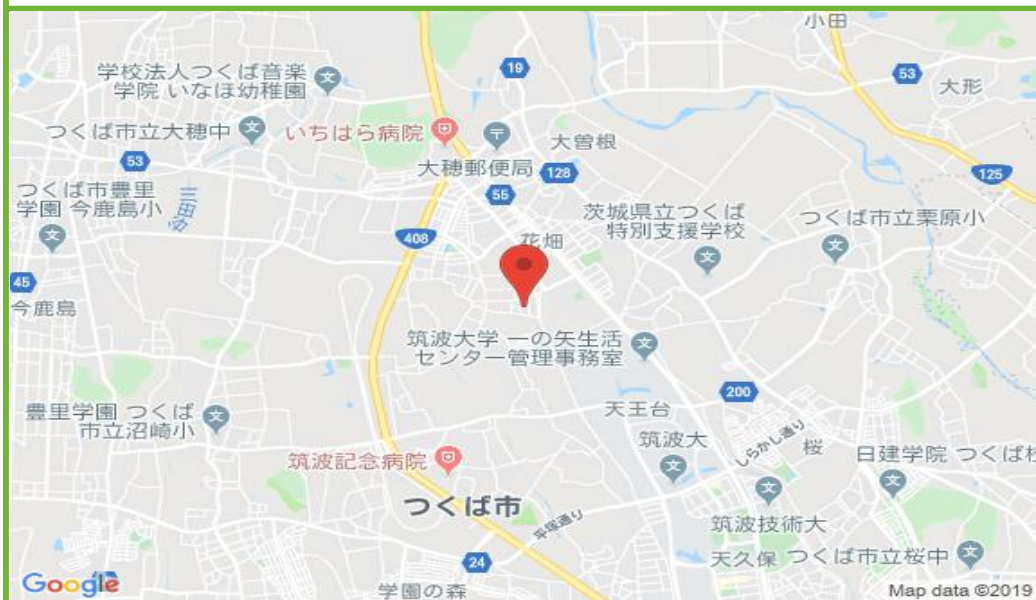 小田
19
53
学校法人つくば音楽
学院 いなほ幼稚園
大形
つくば市立大穂中
いちはら病院
大曽根
53
大穂郵便局
128
125
つくば市豊里
学園 今鹿島小
55
茨城県立つくば
特別支援学校
つくば市立栗原小
408
花畑
45
今鹿島
筑波大学 一の矢生活
センター管理事務室
200
豊里学園 つくば
市立沼崎小
天王台
しらかし通り
筑波大
桜
筑波記念病院
日建学院 つくば校
つくば市
平塚通り
筑波技術大
24
天久保
つくば市立桜中
学園の森
Google
Map data ©2019